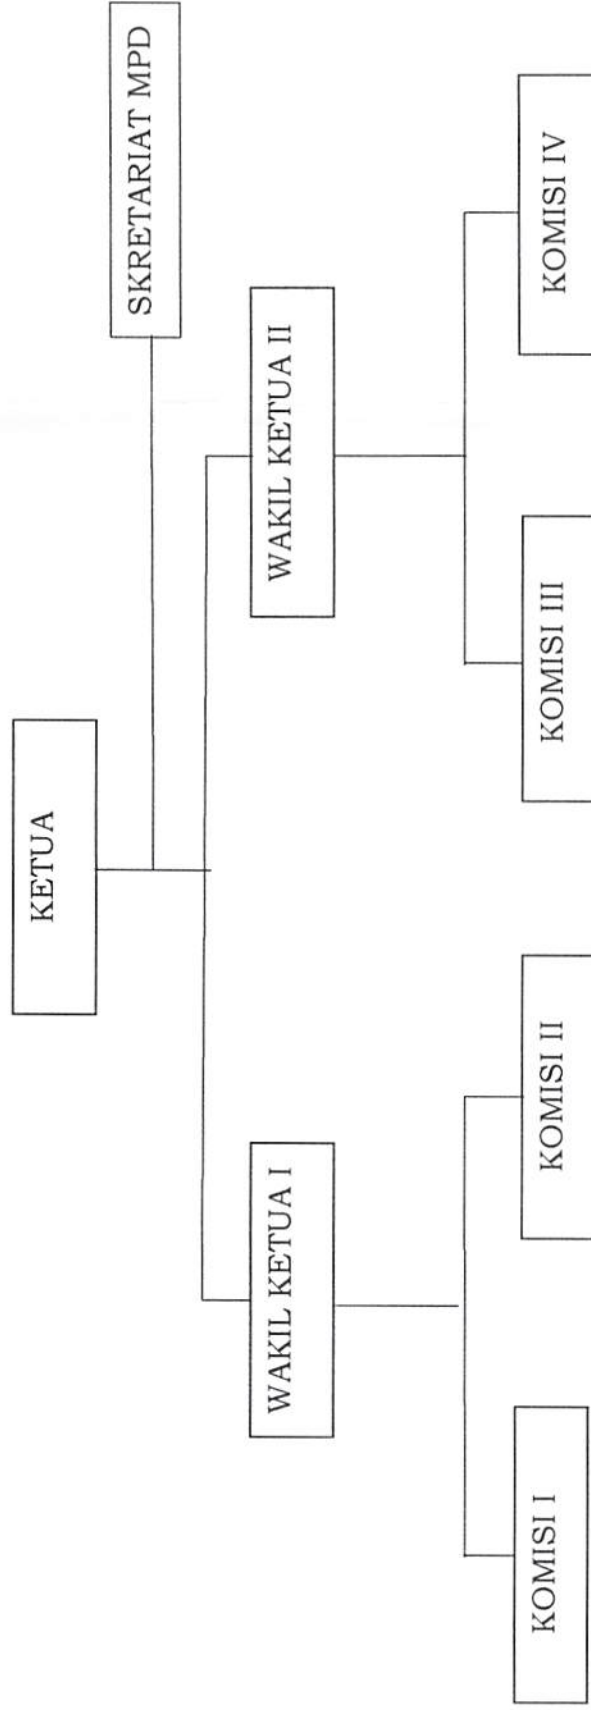 KETUA
SKRETARIAT MPD
WAKIL KETUA I
WAKIL KETUA II
KOMISI I
KOMISI II
KOMISI III
KOMISI IV